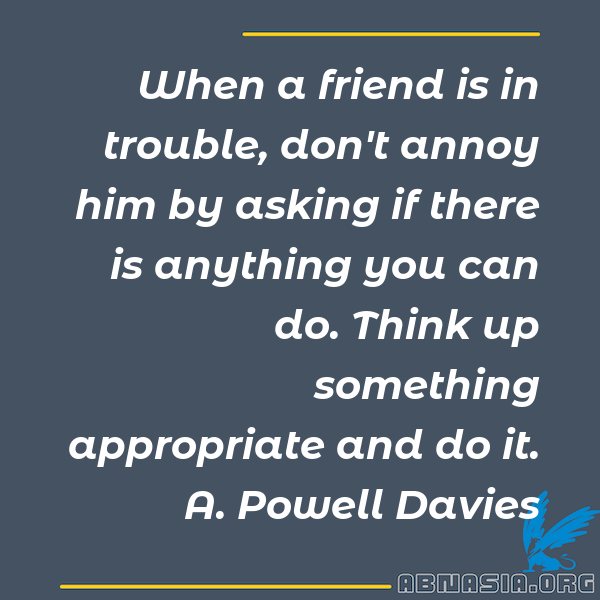 When a friend is in
trouble, don't annoy
him by asking if there
is anything you can
do. Think up
something
appropriate and do it.
A. Powell Davies
ABNASIA.ORG